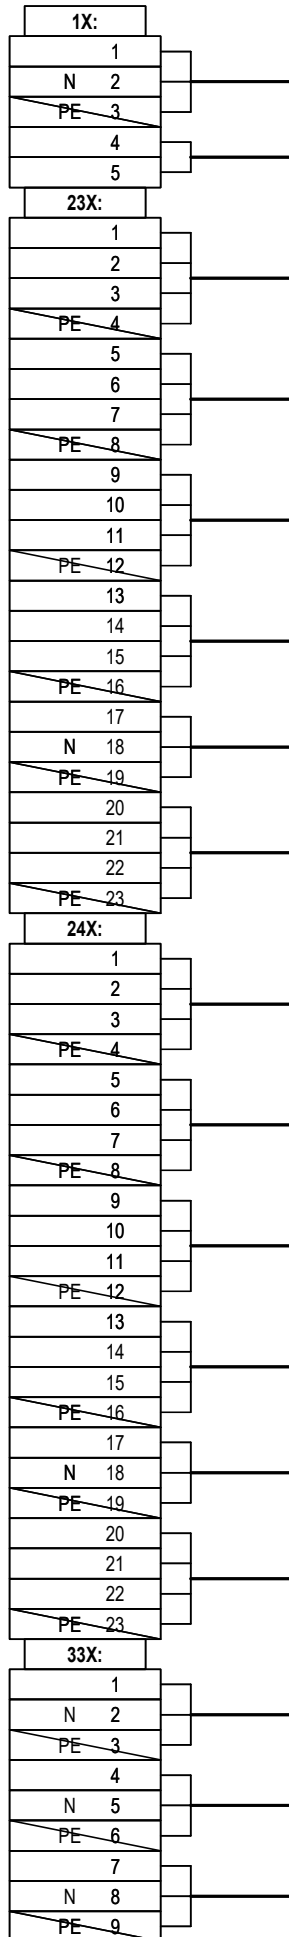 1X:
1
N 2
PE 3
4
5
23X:
1
2
3
PE 4
5
6
7
PE 8
9
10
11
PE 12
13
14
15
PE 16
17
N 18
PE 19
20
21
22
PE 23
24X:
1
2
3
PE 4
5
6
7
PE 8
9
10
11
PE 12
13
14
15
PE 16
17
N 18
PE 19
20
21
22
PE 23
33X:
1
N 2
PE 3
4
N 5
PE 6
7
N 8
PE 9